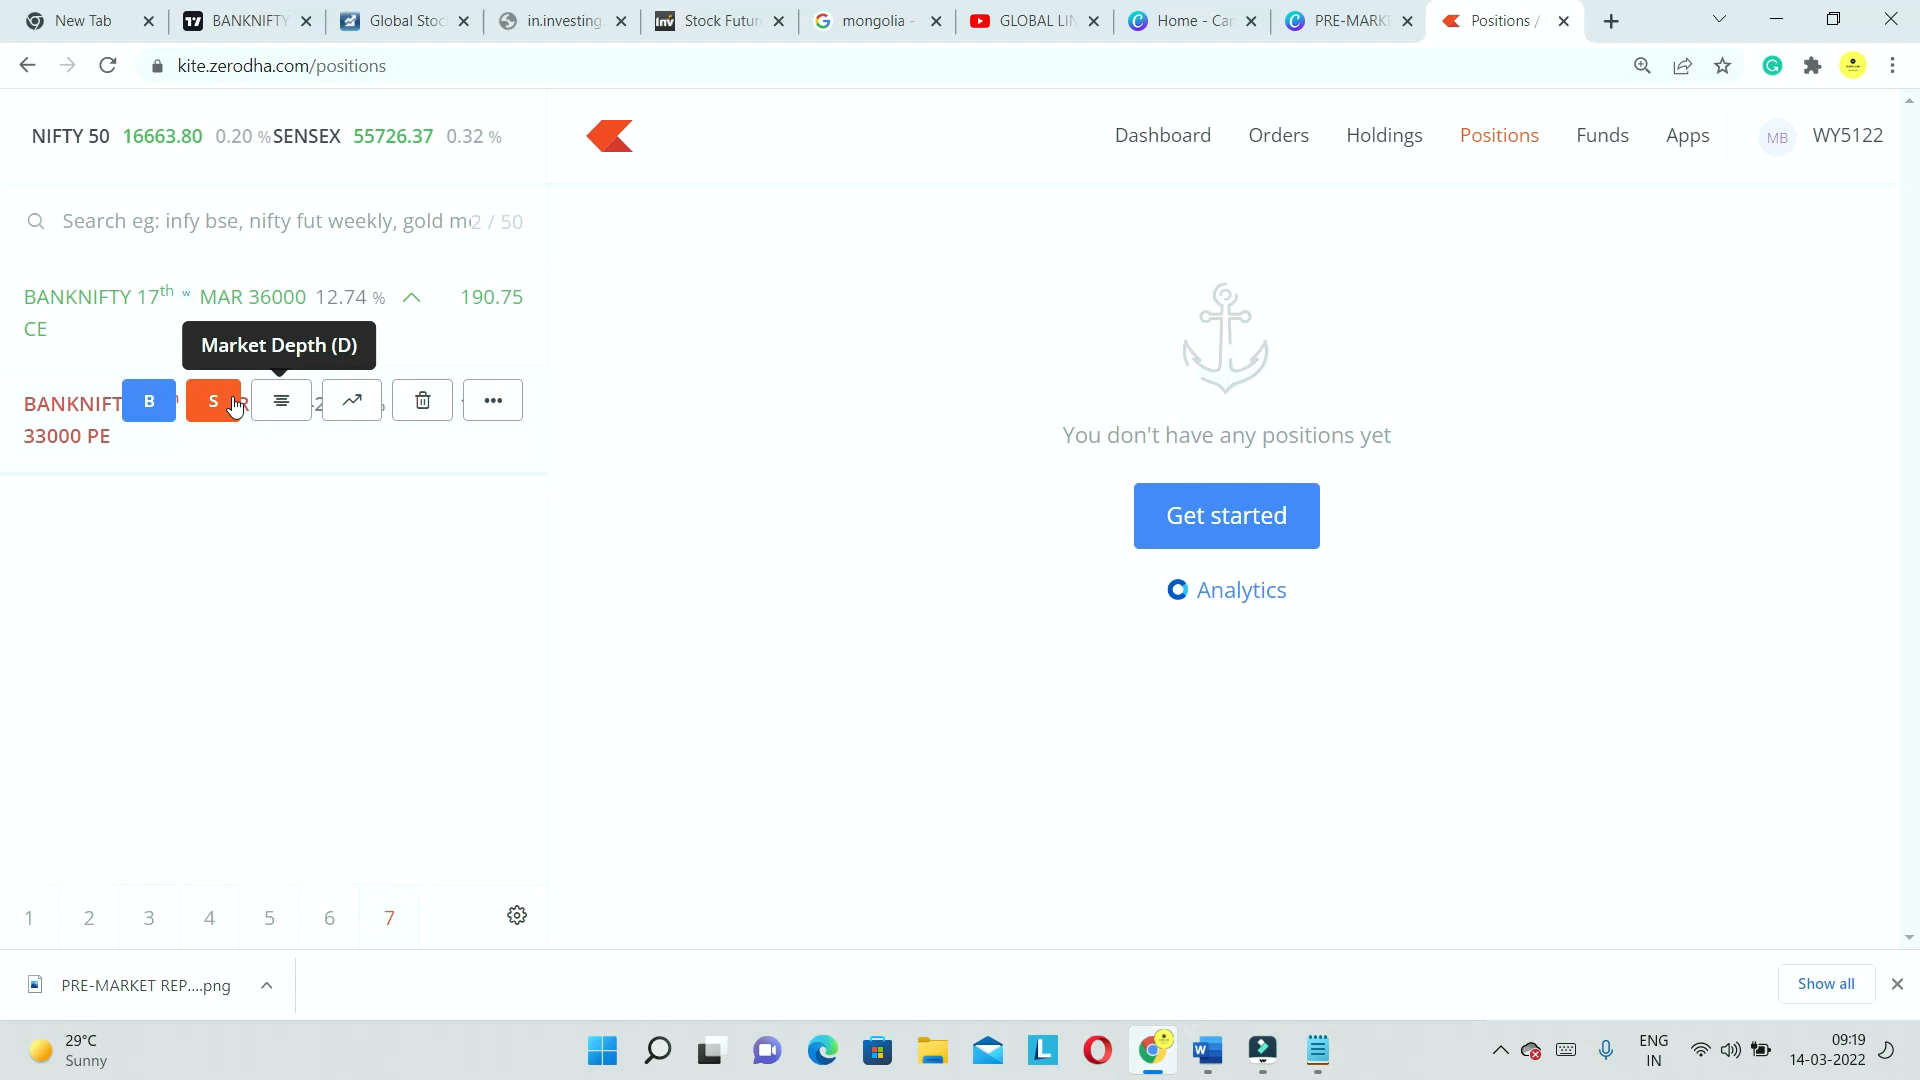 New Tab
BANKNIFTY
Global Stoc
in.investing.
Stock Futur
mongolia -
GLOBAL LIN
Home - Can
PRE-MARKE
Positions /
kite.zerodha.com/positions
NIFTY 50 16663.80 0.20 % SENSEX 55726.37 0.32 %
Dashboard Orders Holdings Positions Funds Apps MB WY5122
Search eg: infy bse, nifty fut weekly, gold m 2 / 50
BANKNIFTY 17th w MAR 36000 12.74 % 190.75
CE
Market Depth (D)
BANKNIFT B S
33000 PE
You don't have any positions yet
Get started
Analytics
1 2 3 4 5 6 7
PRE-MARKET REP....png
Show all
29°C
Sunny
ENG
IN
09:19
14-03-2022